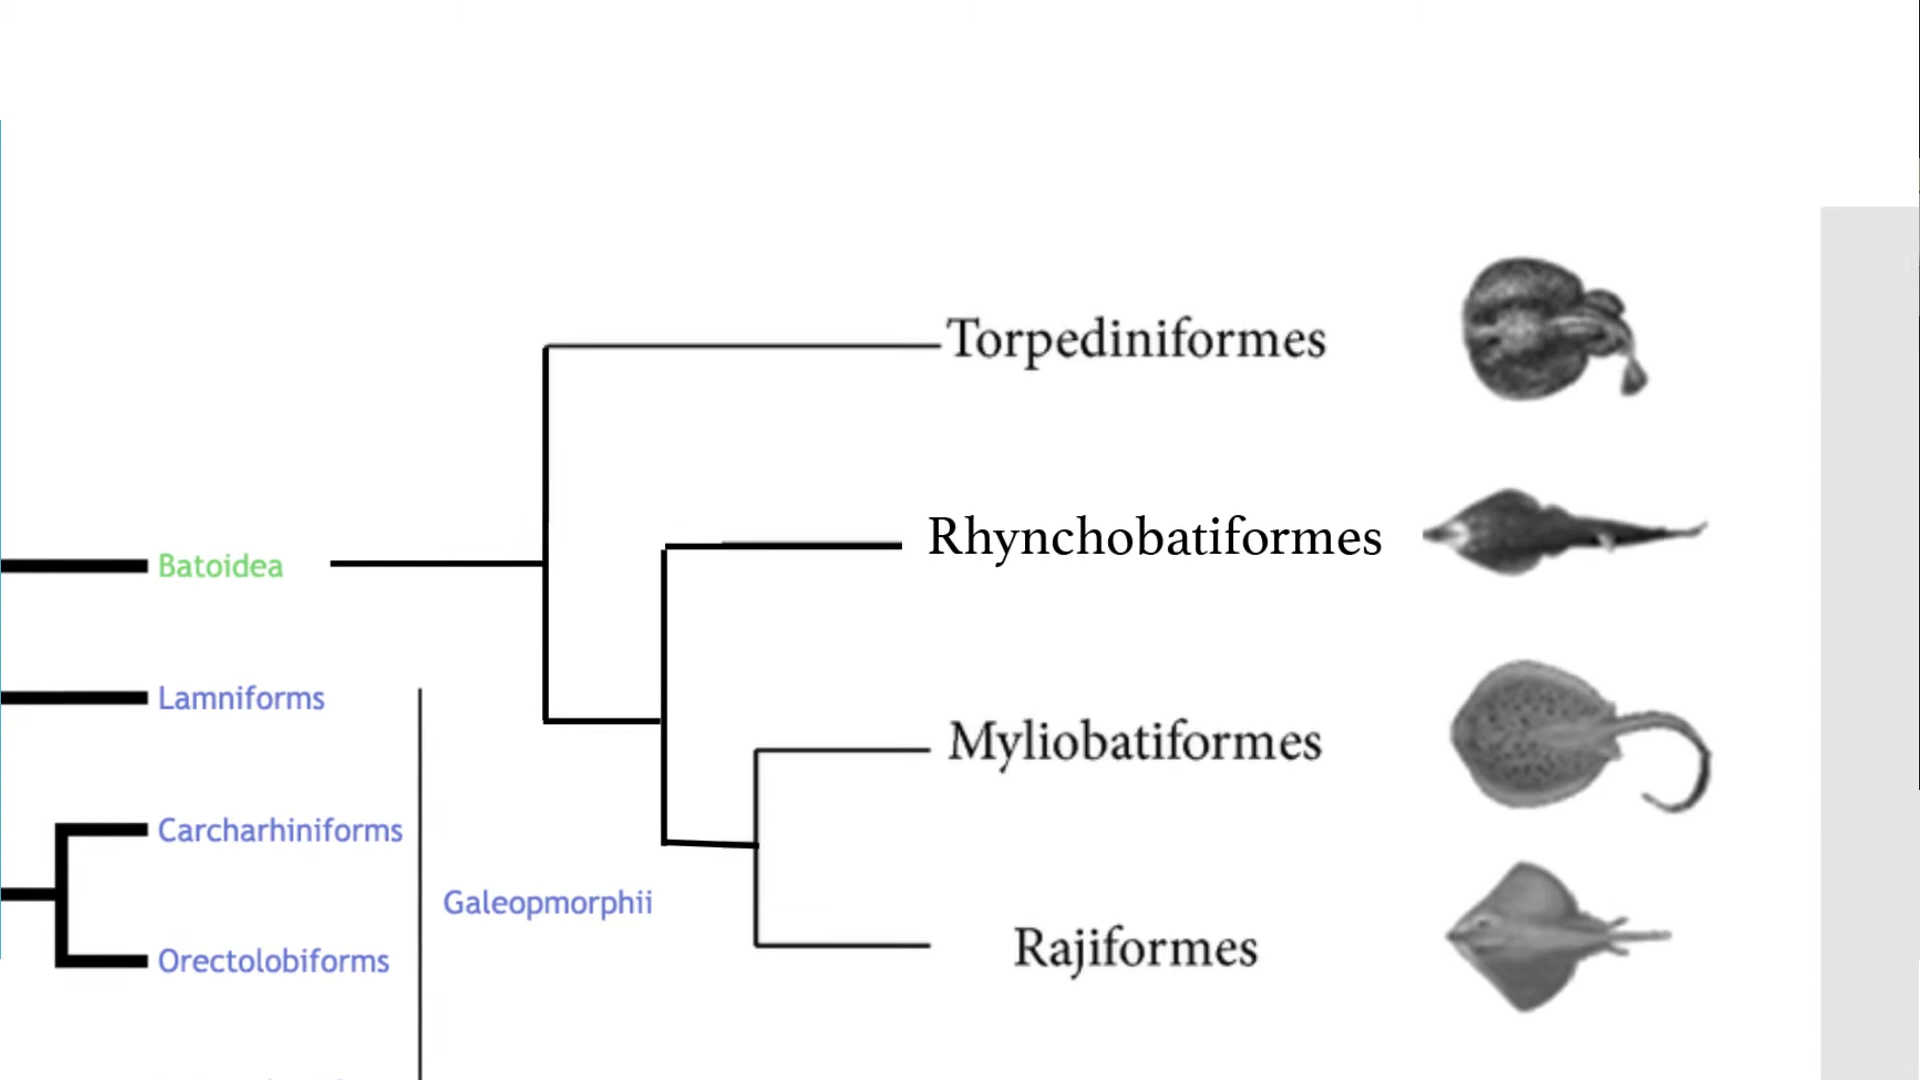 Torpediniformes
Rhynchobatiformes
Batoidea
Lamniforms
Myliobatiformes
Carcharhiniforms
Galeopmorphii
Rajiformes
Orectolobiforms